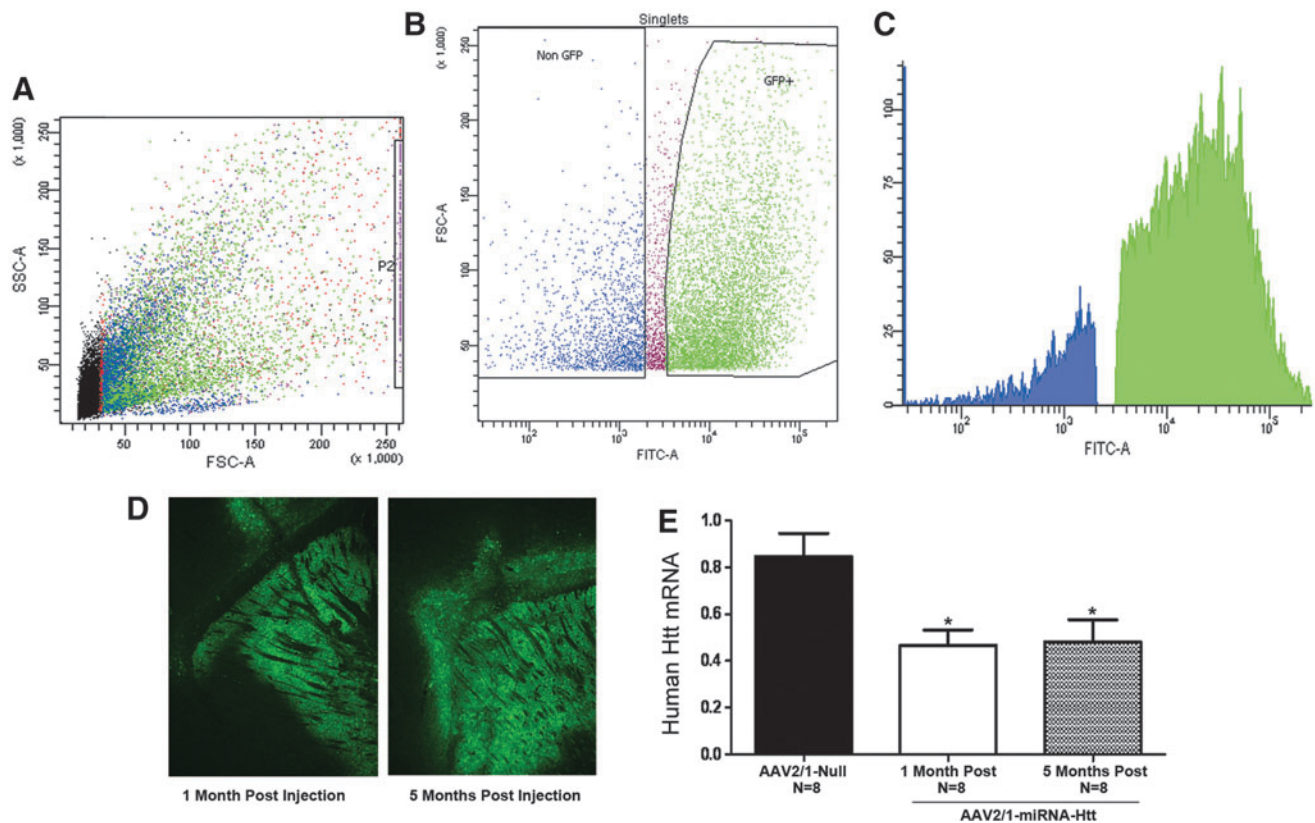 A
(x 1,000)
250
200
150
100
50
SSC-A
P2
50 100 150 200 250
FSC-A (x 1,000)
B
Singlets
(x 1,000)
250
200
150
100
50
FSC-A
Non GFP
GFP+
10² 10³ 10⁴ 10⁵
FITC-A
C
100
75
50
25
0
10² 10³ 10⁴ 10⁵
FITC-A
D
1 Month Post Injection
5 Months Post Injection
E
Human Htt mRNA
1.0
0.8
0.6
0.4
0.2
0.0
* *
AAV2/1-Null 1 Month Post 5 Months Post
N=8 N=8 N=8
AAV2/1-miRNA-Htt